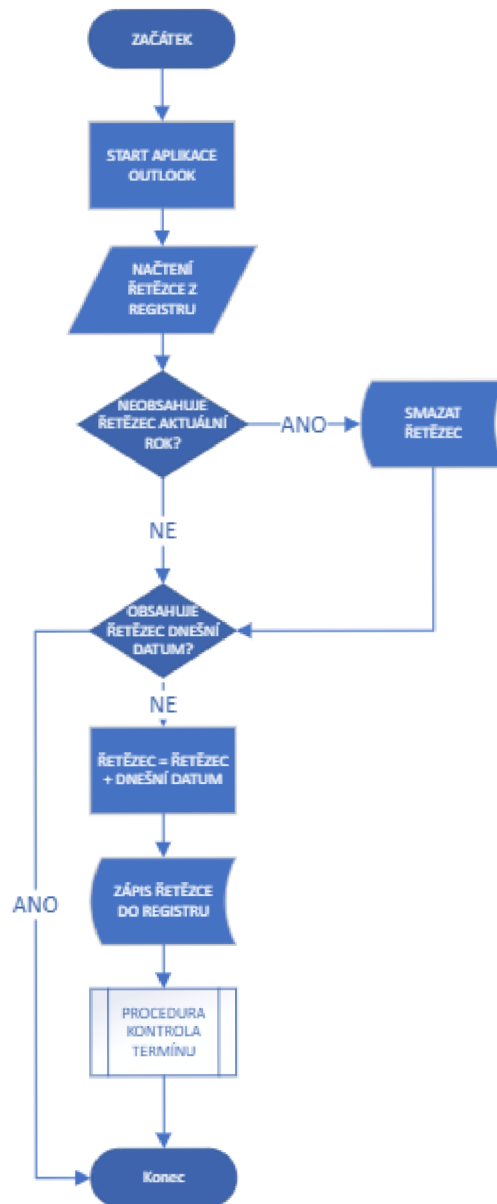 ZAČÁTEK
START APLIKACE
OUTLOOK
NAČTENÍ
ŘETĚZCE Z
REGISTRU
NEOBSAHUJE
ŘETĚZEC AKTUÁLNÍ
ROK?
ANO
SMAZAT
ŘETĚZEC
NE
OBSAHUJE
ŘETĚZEC DNEŠNÍ
DATUM?
NE
ŘETĚZEC = ŘETĚZEC
+ DNEŠNÍ DATUM
ANO
ZÁPIS ŘETĚZCE
DO REGISTRU
PROCEDURA
KONTROLA
TERMÍNU
Konec